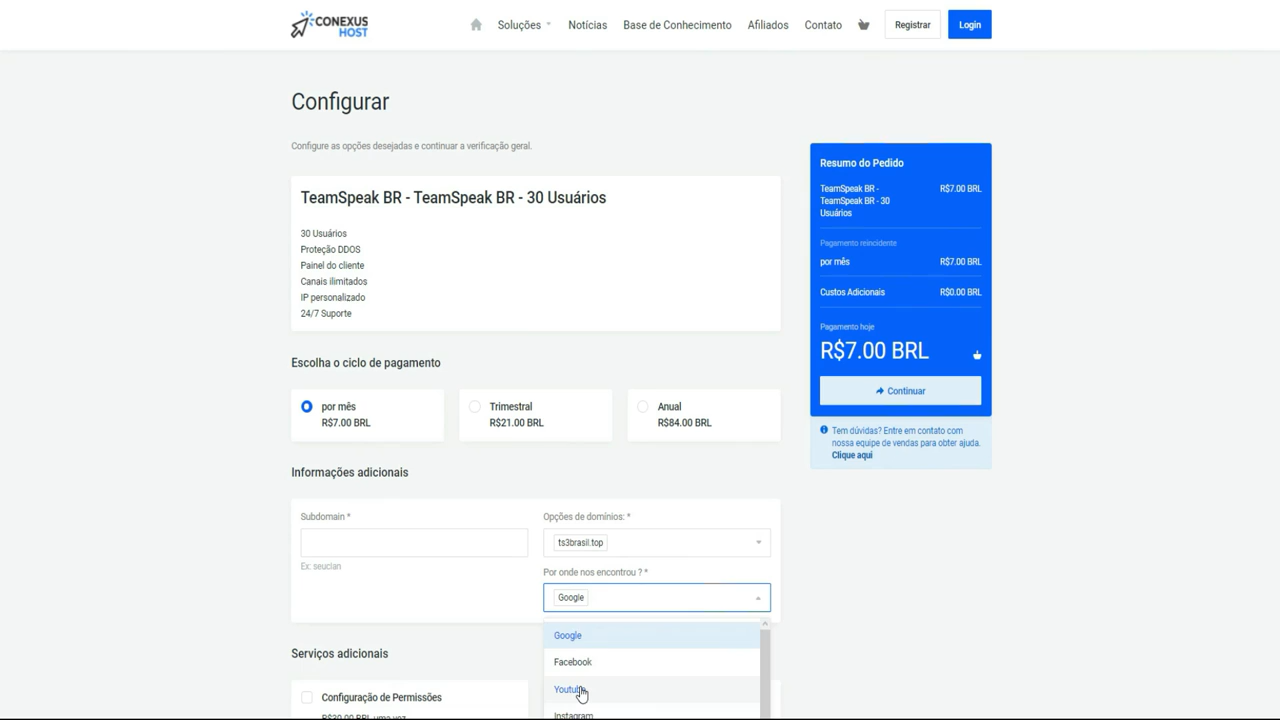 CONEXUS
HOST
Soluções
Notícias
Base de Conhecimento
Afiliados
Contato
Registrar
Login
Configurar
Configure as opções desejadas e continuar a verificação geral.
TeamSpeak BR - TeamSpeak BR - 30 Usuários
30 Usuários
Proteção DDOS
Painel do cliente
Canais ilimitados
IP personalizado
24/7 Suporte
Resumo do Pedido
TeamSpeak BR - R$7.00 BRL
TeamSpeak BR - 30
Usuários
Pagamento reincidente
por mês R$7.00 BRL
Custos Adicionais R$0.00 BRL
Pagamento hoje
R$7.00 BRL
Continuar
Tem dúvidas? Entre em contato com
nossa equipe de vendas para obter ajuda.
Clique aqui
Escolha o ciclo de pagamento
por mês
R$7.00 BRL
Trimestral
R$21.00 BRL
Anual
R$84.00 BRL
Informações adicionais
Subdomain *
Ex: seuclan
Opções de domínios: *
ts3brasil.top
Por onde nos encontrou ? *
Google
Google
Facebook
Youtube
Instagram
Serviços adicionais
Configuração de Permissões
R$30.00 BRL uma vez